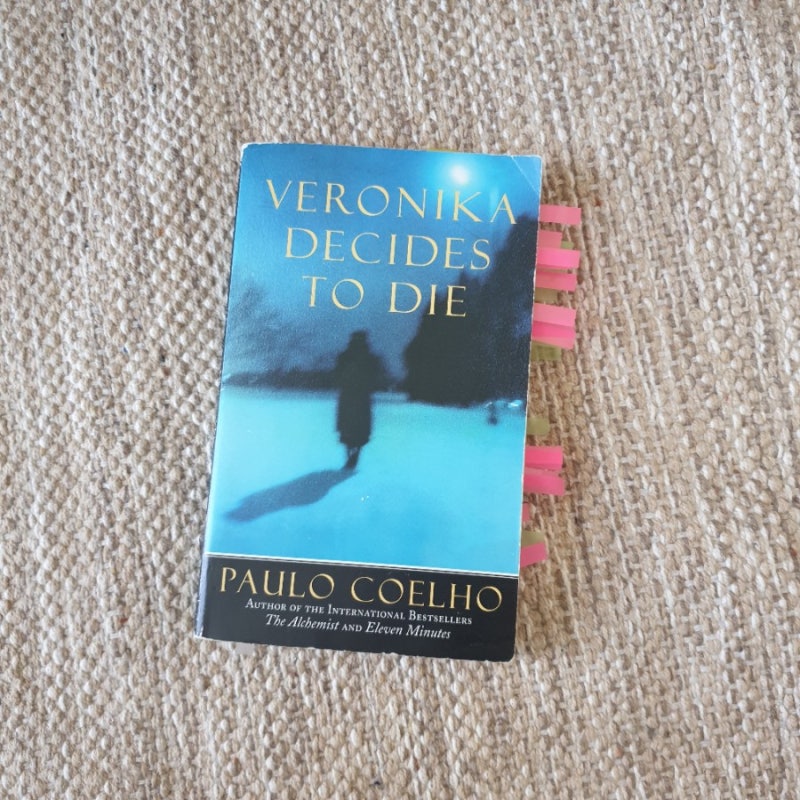 VERONIKA
DECIDES
TO DIE
PAULO COELHO
AUTHOR OF THE INTERNATIONAL BESTSELLERS
The Alchemist AND Eleven Minutes